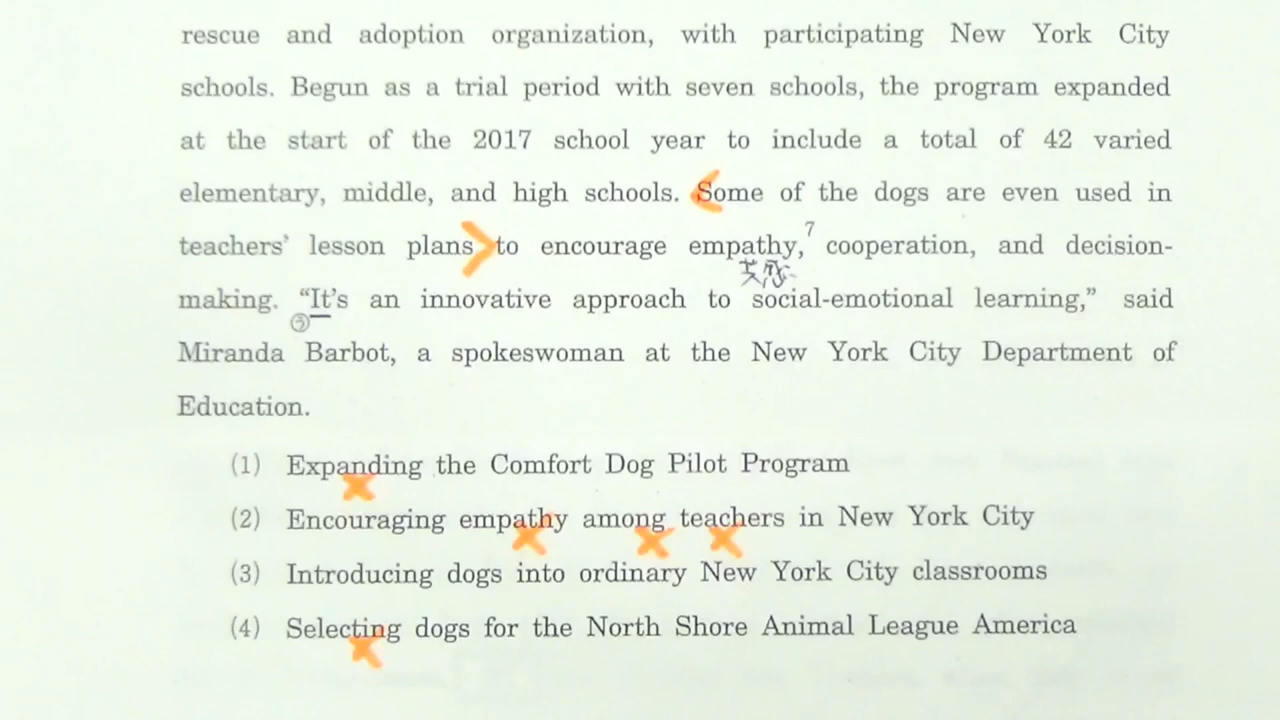 rescue and adoption organization, with participating New York City
schools. Begun as a trial period with seven schools, the program expanded
at the start of the 2017 school year to include a total of 42 varied
elementary, middle, and high schools. Some of the dogs are even used in
teachers' lesson plans to encourage empathy,7 cooperation, and decision-
共感
making. "It's an innovative approach to social-emotional learning," said
Miranda Barbot, a spokeswoman at the New York City Department of
Education.
(1) Expanding the Comfort Dog Pilot Program
(2) Encouraging empathy among teachers in New York City
(3) Introducing dogs into ordinary New York City classrooms
(4) Selecting dogs for the North Shore Animal League America